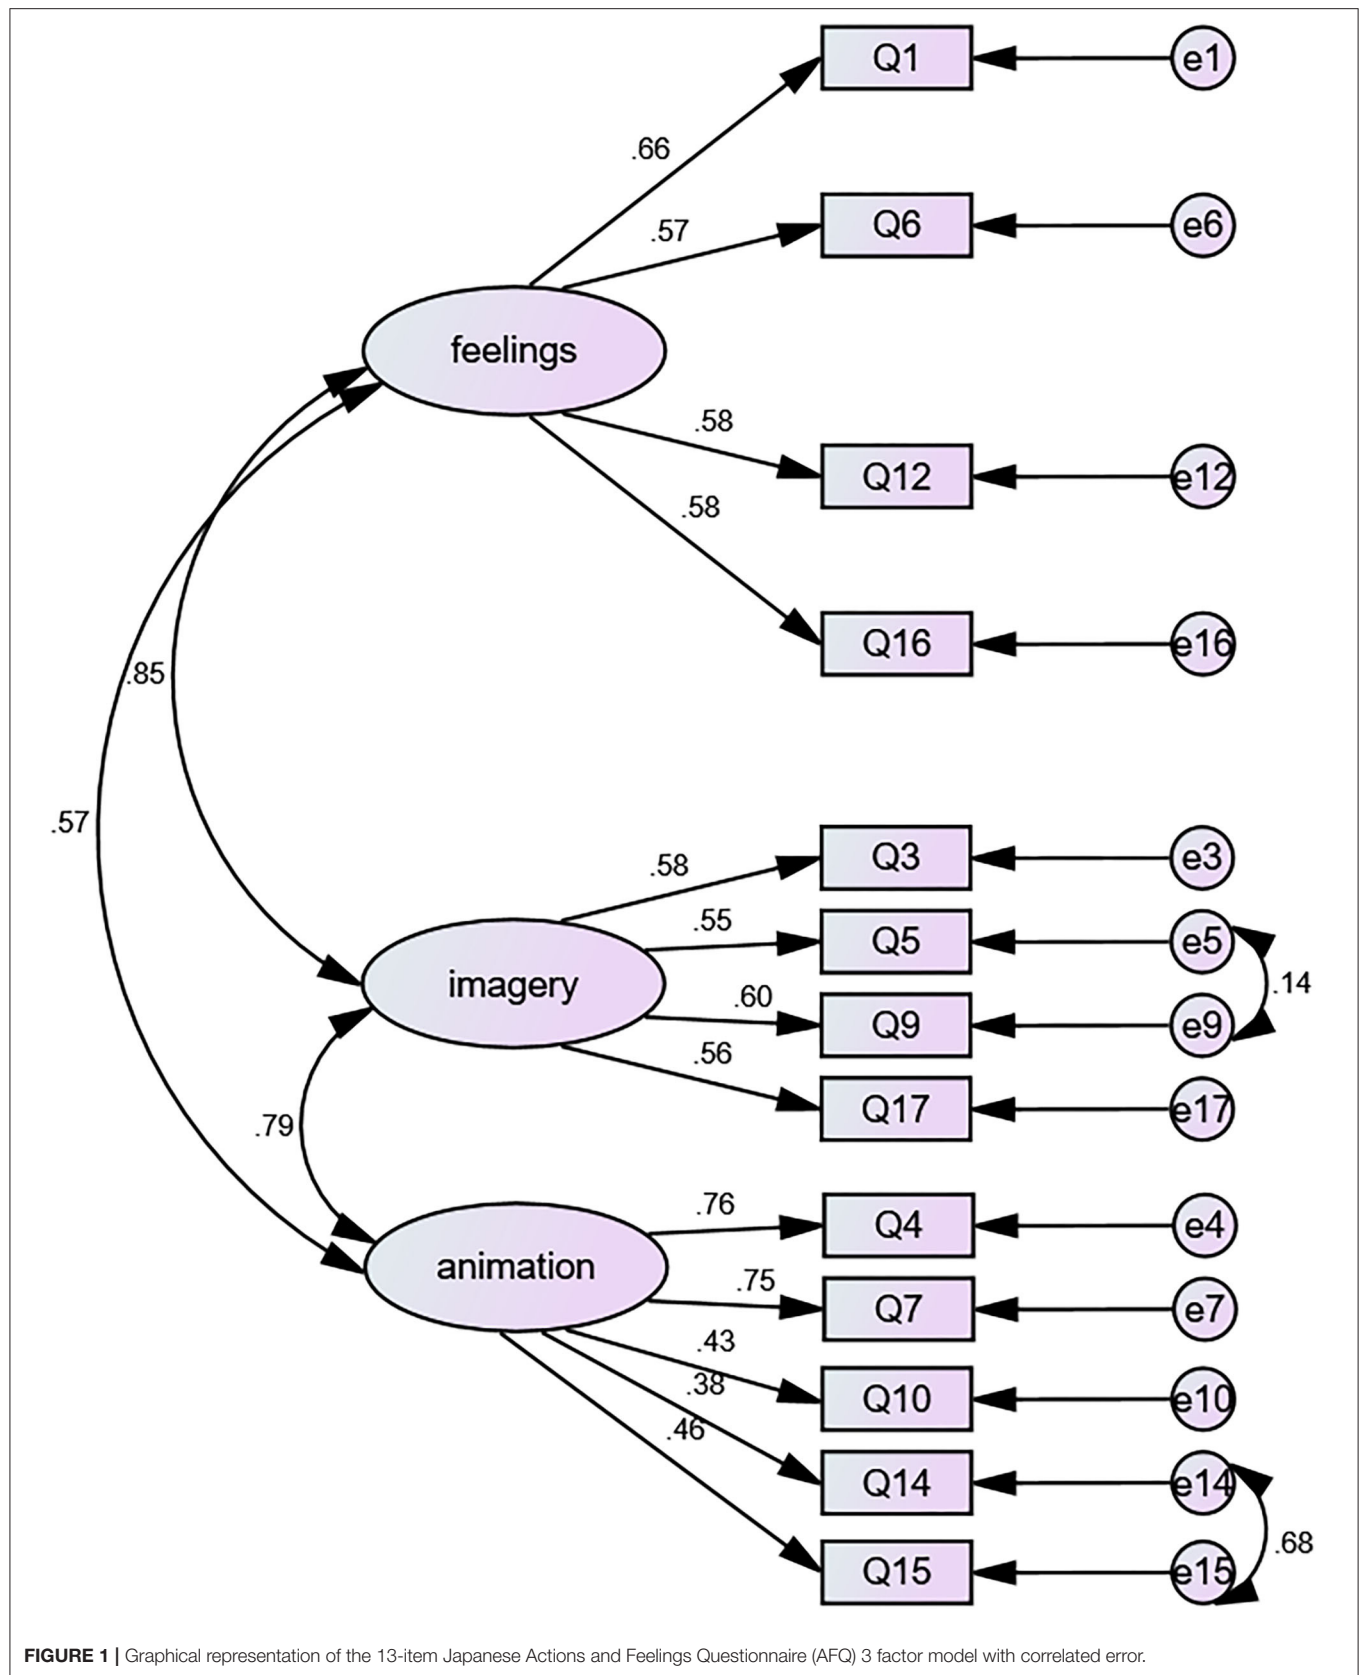 Q1 e1
.66
.57 Q6 e6
feelings
.58
Q12 e12
.58
Q16 e16
.85
.57
.58 Q3 e3
.55 Q5 e5
imagery .14
.60 Q9 e9
.56
Q17 e17
.79
.76 Q4 e4
animation
.75 Q7 e7
.43
.38 Q10 e10
.46
Q14 e14
.68
Q15 e15
FIGURE 1 | Graphical representation of the 13-item Japanese Actions and Feelings Questionnaire (AFQ) 3 factor model with correlated error.